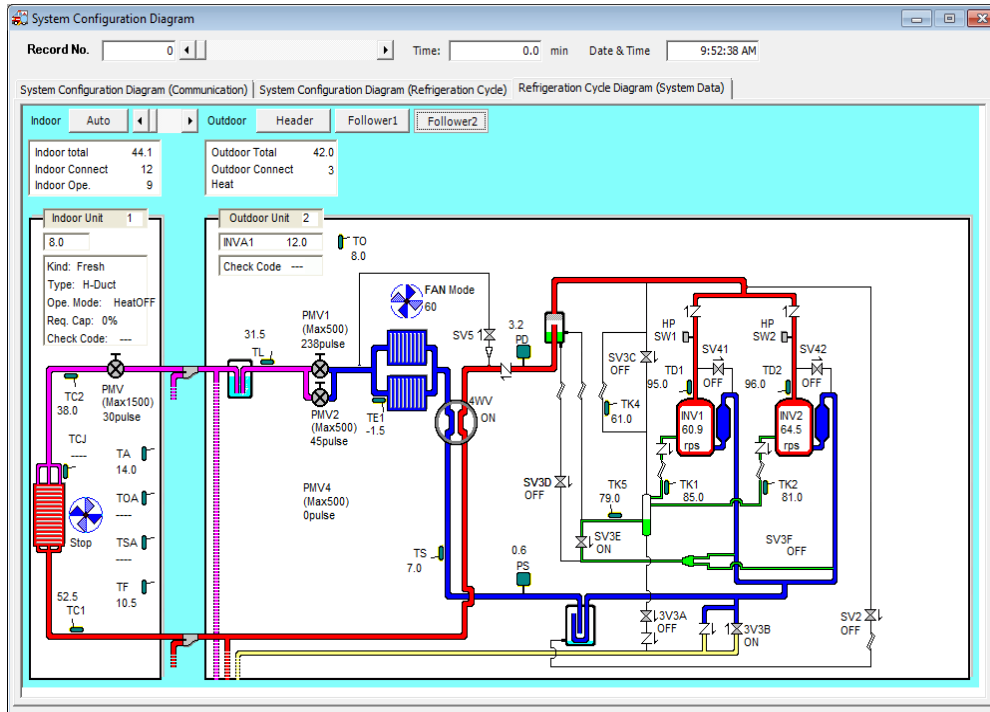 System Configuration Diagram
Record No. 0 Time: 0.0 min Date & Time 9:52:38 AM
System Configuration Diagram (Communication) System Configuration Diagram (Refrigeration Cycle) Refrigeration Cycle Diagram (System Data)
Indoor Auto Outdoor Header Follower1 Follower2
Indoor total 44.1
Indoor Connect 12
Indoor Ope. 9
Outdoor Total 42.0
Outdoor Connect 3
Heat
Indoor Unit 1
8.0
Kind: Fresh
Type: H-Duct
Ope. Mode: HeatOFF
Req. Cap: 0%
Check Code: ---
PMV
(Max1500)
30pulse
TC2
38.0
TCJ
----
TA
14.0
TOA
----
TSA
----
TF
10.5
Stop
52.5
TC1
Outdoor Unit 2
INVA1 12.0
Check Code ---
TO
8.0
31.5
TL
PMV1
(Max500)
238pulse
PMV2
(Max500)
45pulse
PMV4
(Max500)
0pulse
FAN Mode
60
TE1
-1.5
SV5
3.2
PD
4WV
ON
TS
7.0
0.6
PS
SV3D
OFF
SV3C
OFF
TK4
61.0
TK5
79.0
SV3E
ON
HP
SW1
SV41
OFF
TD1
95.0
INV1
60.9
rps
TK1
85.0
HP
SW2
SV42
OFF
TD2
96.0
INV2
64.5
rps
TK2
81.0
SV3F
OFF
3V3A
OFF
3V3B
ON
SV2
OFF